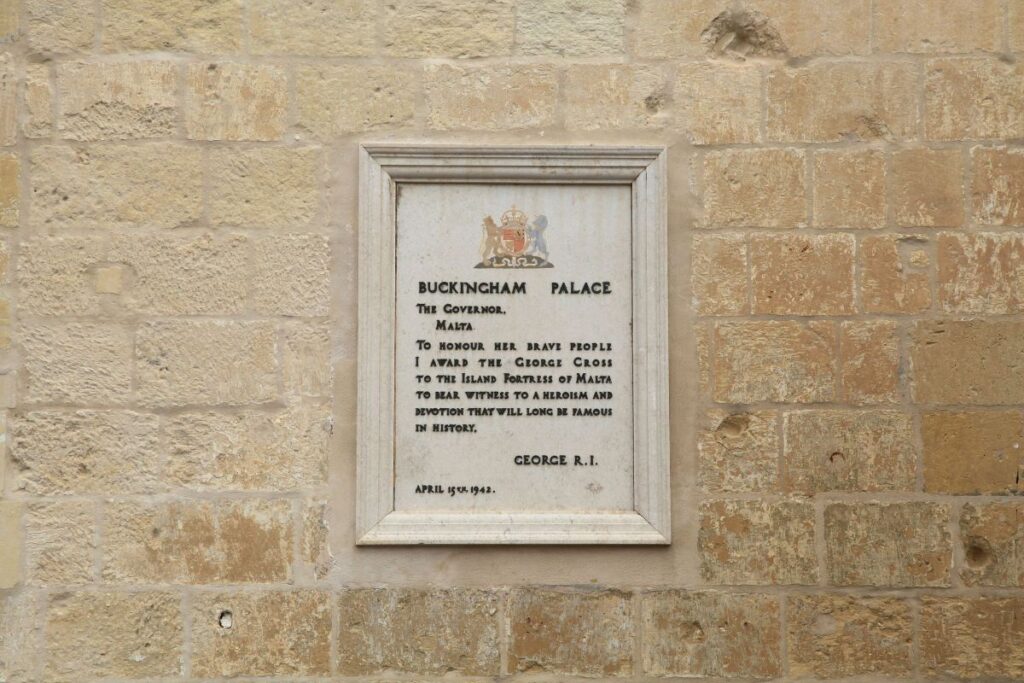 BUCKINGHAM PALACE
THE GOVERNOR,
MALTA
TO HONOUR HER BRAVE PEOPLE
I AWARD THE GEORGE CROSS
TO THE ISLAND FORTRESS OF MALTA
TO BEAR WITNESS TO A HEROISM AND
DEVOTION THAT WILL LONG BE FAMOUS
IN HISTORY.
GEORGE R.I.
APRIL 15TH. 1942.